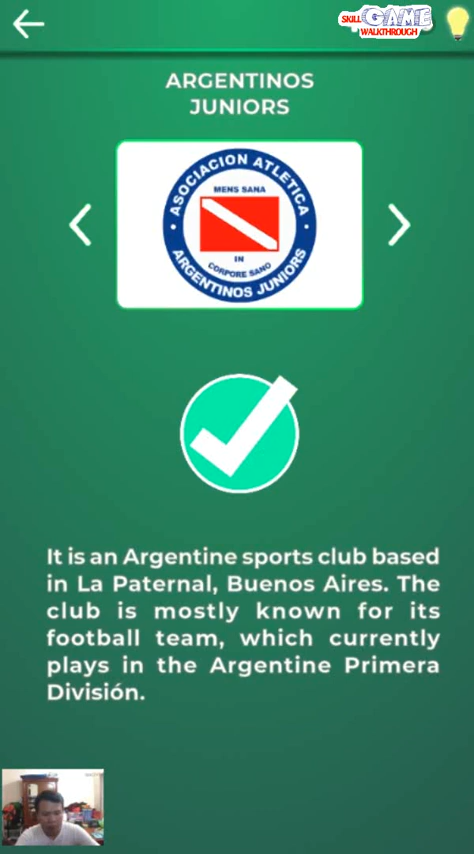 SKILL GAME
WALKTHROUGH
ARGENTINOS
JUNIORS
ASOCIACION ATLETICA
MENS SANA
IN
CORPORE SANO
ARGENTINOS JUNIORS
It is an Argentine sports club based
in La Paternal, Buenos Aires. The
club is mostly known for its
football team, which currently
plays in the Argentine Primera
División.